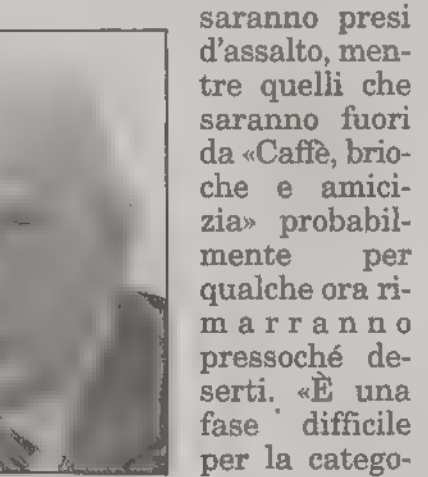 saranno presi
d'assalto, men-
tre quelli che
saranno fuori
da «Caffè, brio-
che e amici-
zia» probabil-
mente per
qualche ora ri-
marranno
pressoché de-
serti. «È una
fase difficile
per la catego-